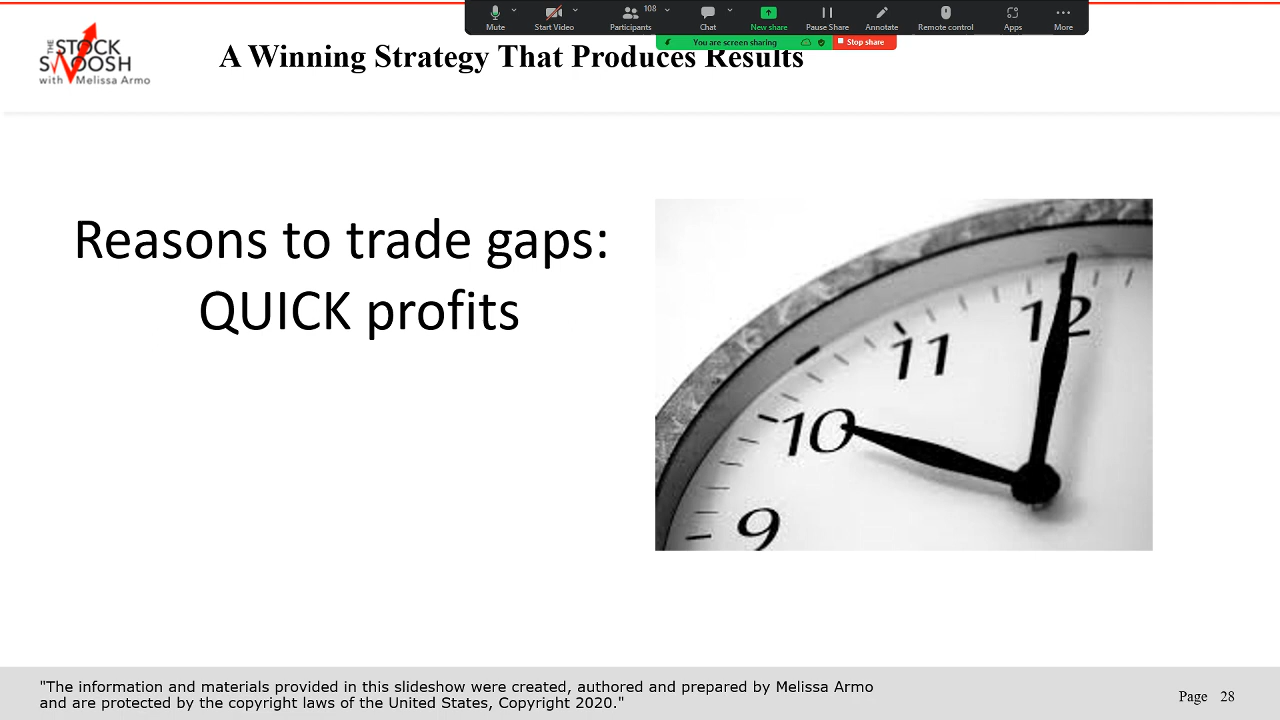 Mute
Start Video
Participants
108
Chat
New share
Pause Share
Annotate
Remote control
Apps
More
You are screen sharing
Stop share
THE STOCK
SWOOSH
with Melissa Armo
A Winning Strategy That Produces Results
Reasons to trade gaps:
QUICK profits
12
11
10
9
"The information and materials provided in this slideshow were created, authored and prepared by Melissa Armo
and are protected by the copyright laws of the United States, Copyright 2020."
Page 28